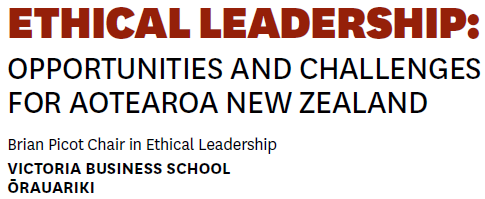 ETHICAL LEADERSHIP:
OPPORTUNITIES AND CHALLENGES
FOR AOTEAROA NEW ZEALAND
Brian Picot Chair in Ethical Leadership
VICTORIA BUSINESS SCHOOL
ŌRAUARIKI